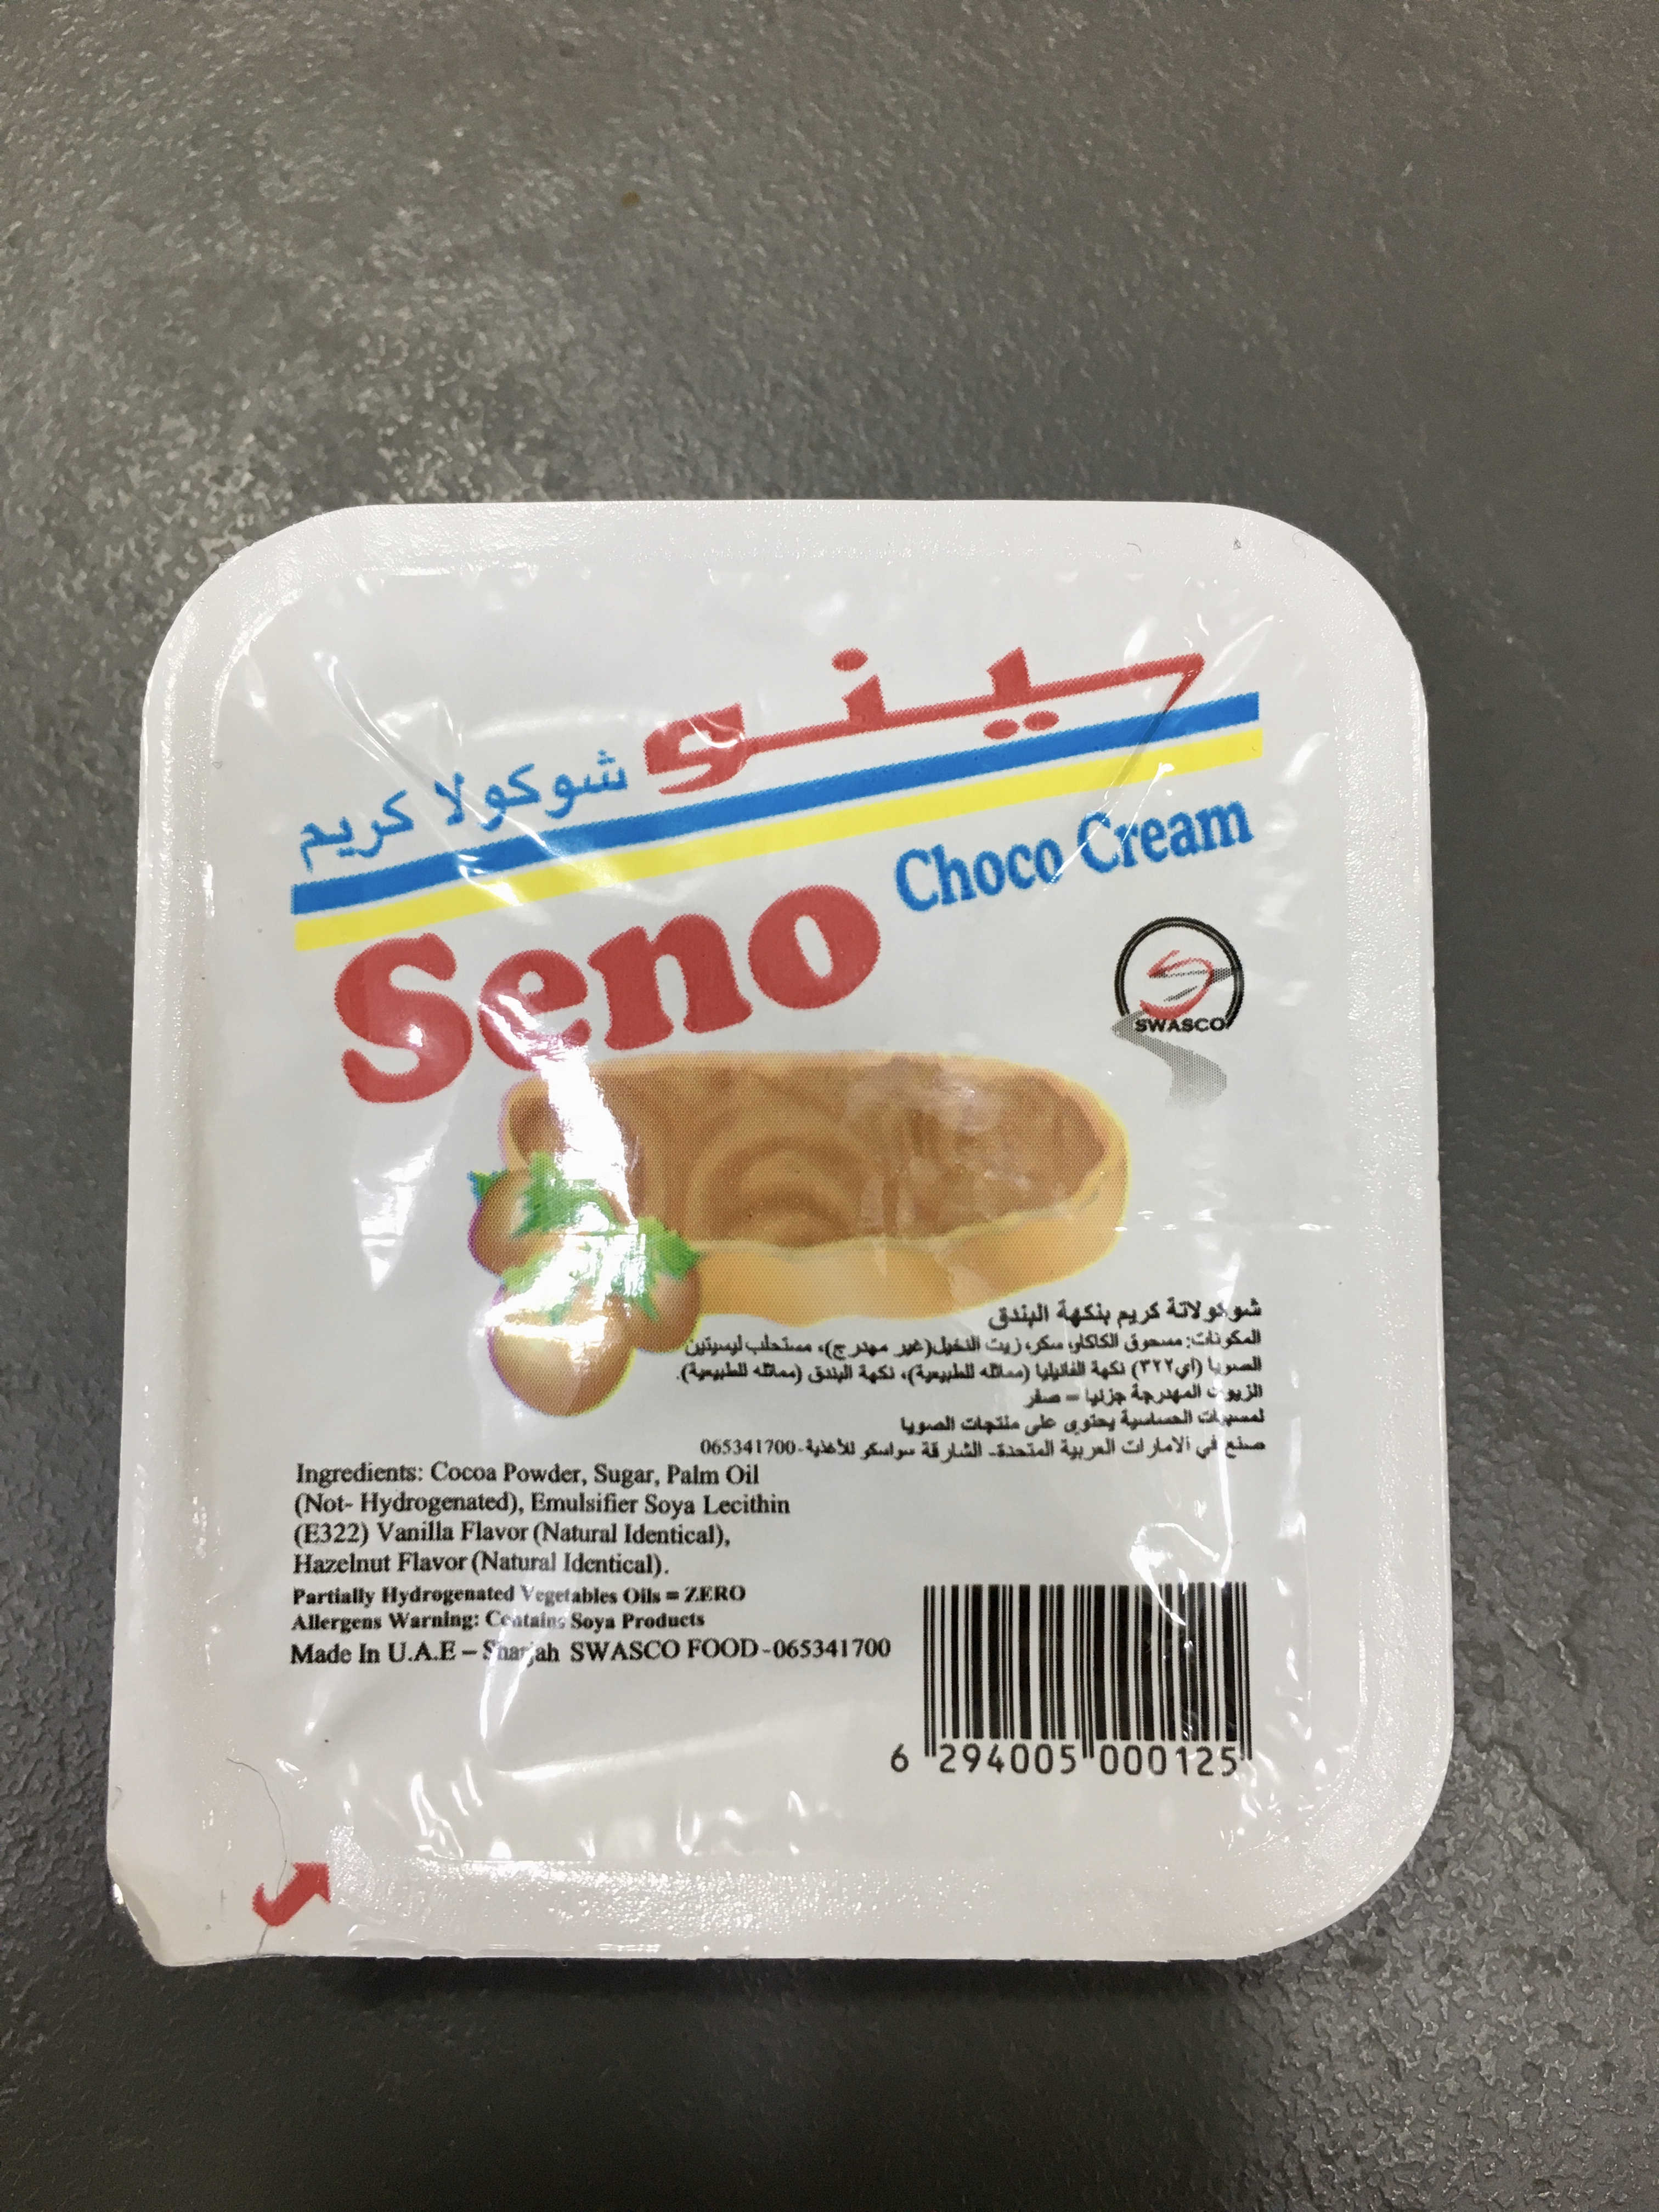 سينو
شوكولا كريم
Choco Cream
Seno
SWASCO
شوكولاتة كريم بنكهة البندق
المكونات: مسحوق الكاكاو، سكر، زيت النخيل(غير مهدرج)، مستحلب ليسيتين
الصويا (اي٣٢٢) نكهة الفانيليا (مماثله للطبيعية)، نكهة البندق (مماثله للطبيعية).
الزيوت المهدرجة جزئيا = صفر
لمسببات الحساسية يحتوى على منتجات الصويا
صنع في الامارات العربية المتحدة- الشارقة سواسكو للأغذية-065341700
Ingredients: Cocoa Powder, Sugar, Palm Oil
(Not- Hydrogenated), Emulsifier Soya Lecithin
(E322) Vanilla Flavor (Natural Identical),
Hazelnut Flavor (Natural Identical).
Partially Hydrogenated Vegetables Oils = ZERO
Allergens Warning: Contains Soya Products
Made In U.A.E – Sharjah SWASCO FOOD-065341700
6 294005 000125